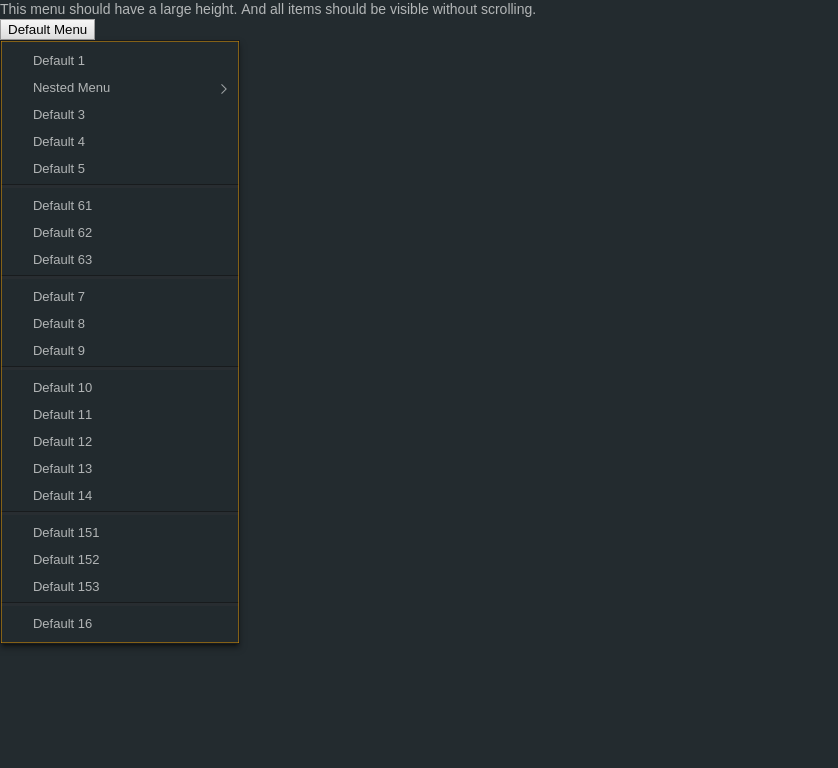 This menu should have a large height. And all items should be visible without scrolling.
Default Menu
Default 1
Nested Menu
Default 3
Default 4
Default 5
Default 61
Default 62
Default 63
Default 7
Default 8
Default 9
Default 10
Default 11
Default 12
Default 13
Default 14
Default 151
Default 152
Default 153
Default 16